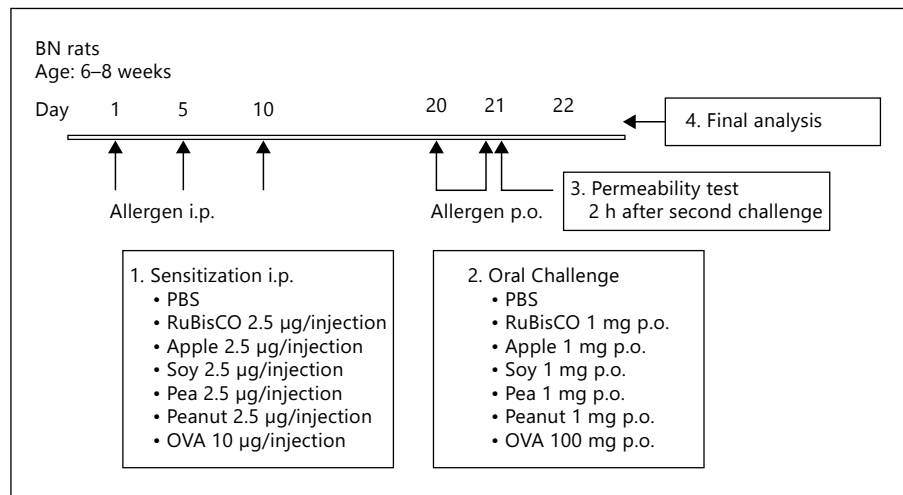 BN rats
Age: 6–8 weeks
Day 1 5 10 20 21 22
4. Final analysis
Allergen i.p. Allergen p.o.
3. Permeability test
2 h after second challenge
1. Sensitization i.p.
• PBS
• RuBisCO 2.5 µg/injection
• Apple 2.5 µg/injection
• Soy 2.5 µg/injection
• Pea 2.5 µg/injection
• Peanut 2.5 µg/injection
• OVA 10 µg/injection
2. Oral Challenge
• PBS
• RuBisCO 1 mg p.o.
• Apple 1 mg p.o.
• Soy 1 mg p.o.
• Pea 1 mg p.o.
• Peanut 1 mg p.o.
• OVA 100 mg p.o.